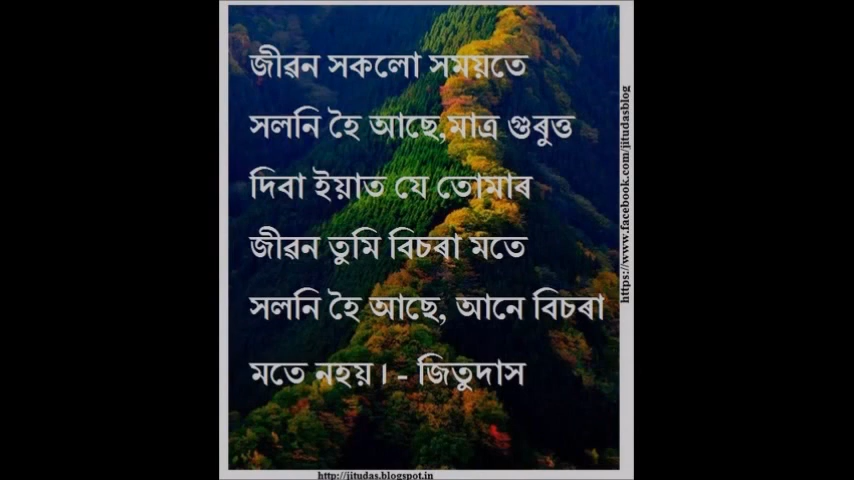 জীৱন সকলো সময়তে
সলনি হৈ আছে,মাত্ৰ গুৰুত্ত
দিবা ইয়াত যে তোমাৰ
জীৱন তুমি বিচৰা মতে
সলনি হৈ আছে, আনে বিচৰা
মতে নহয়। - জিতুদাস
https://www.facebook.com/jitudasblog
http://jitudas.blogspot.in